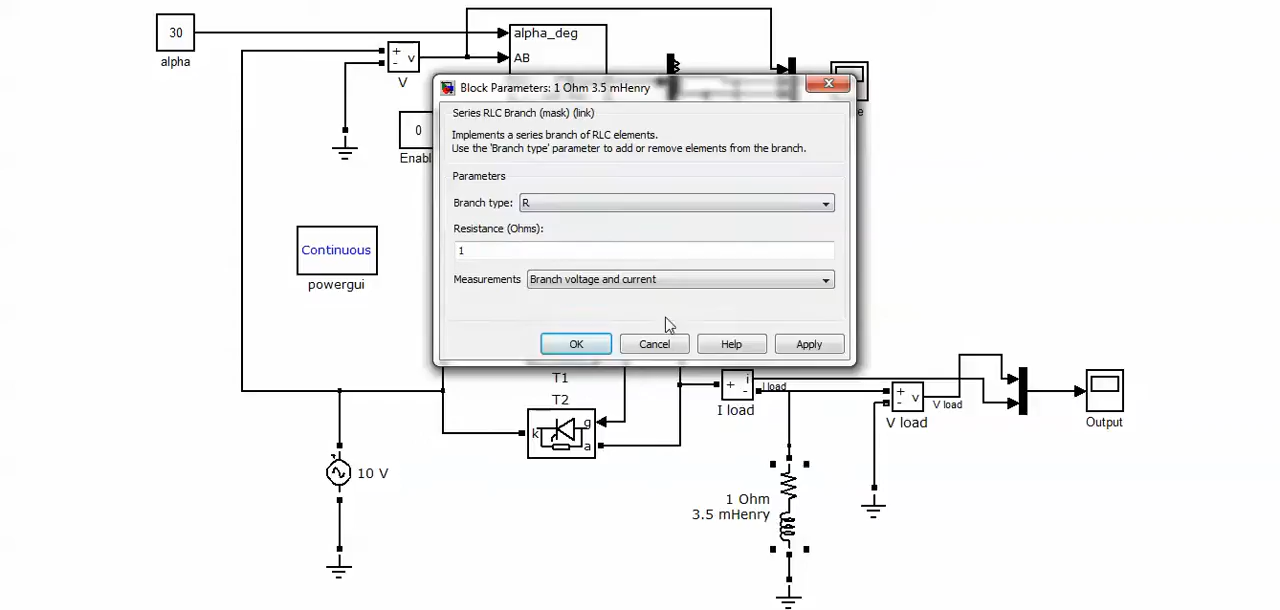 30
alpha
alpha_deg
AB
+
-
v
V
0
Enabl
e
Block Parameters: 1 Ohm 3.5 mHenry
Series RLC Branch (mask) (link)
Implements a series branch of RLC elements.
Use the 'Branch type' parameter to add or remove elements from the branch.
Parameters
Branch type: R
Resistance (Ohms):
1
Measurements Branch voltage and current
OK Cancel Help Apply
Continuous
powergui
T1
T2
g
k
a
+ i
-
I load
I load
+
-
v
V load
V load
Output
10 V
1 Ohm
3.5 mHenry